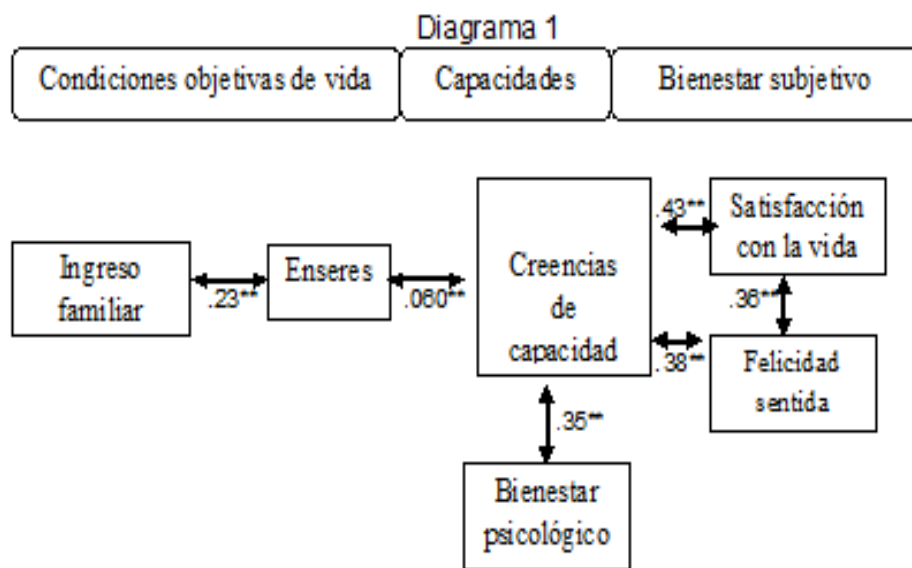 Diagrama 1
Condiciones objetivas de vida
Capacidades
Bienestar subjetivo
.43**
Satisfacción
con la vida
Ingreso
familiar
.23**
Enseres
.060**
Creencias
de
capacidad
.36**
.38**
Felicidad
sentida
.35**
Bienestar
psicológico